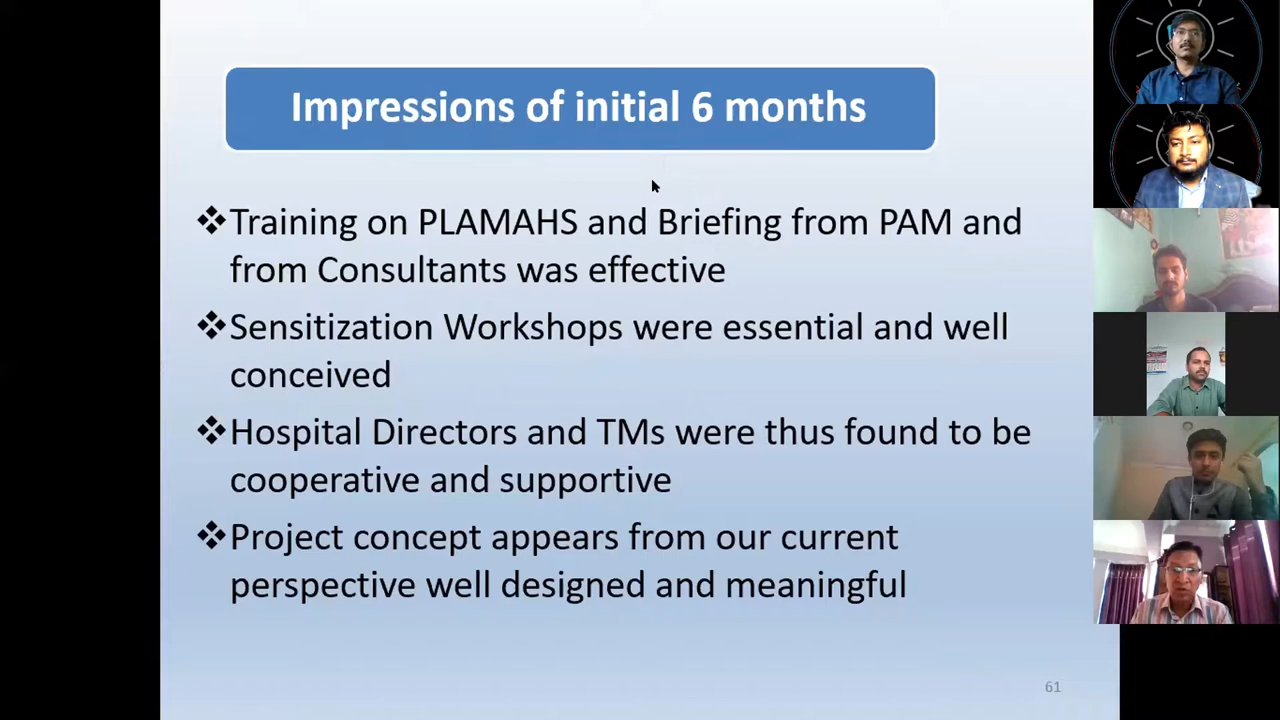 Impressions of initial 6 months
❖Training on PLAMAHS and Briefing from PAM and
from Consultants was effective
❖Sensitization Workshops were essential and well
conceived
❖Hospital Directors and TMs were thus found to be
cooperative and supportive
❖Project concept appears from our current
perspective well designed and meaningful
61